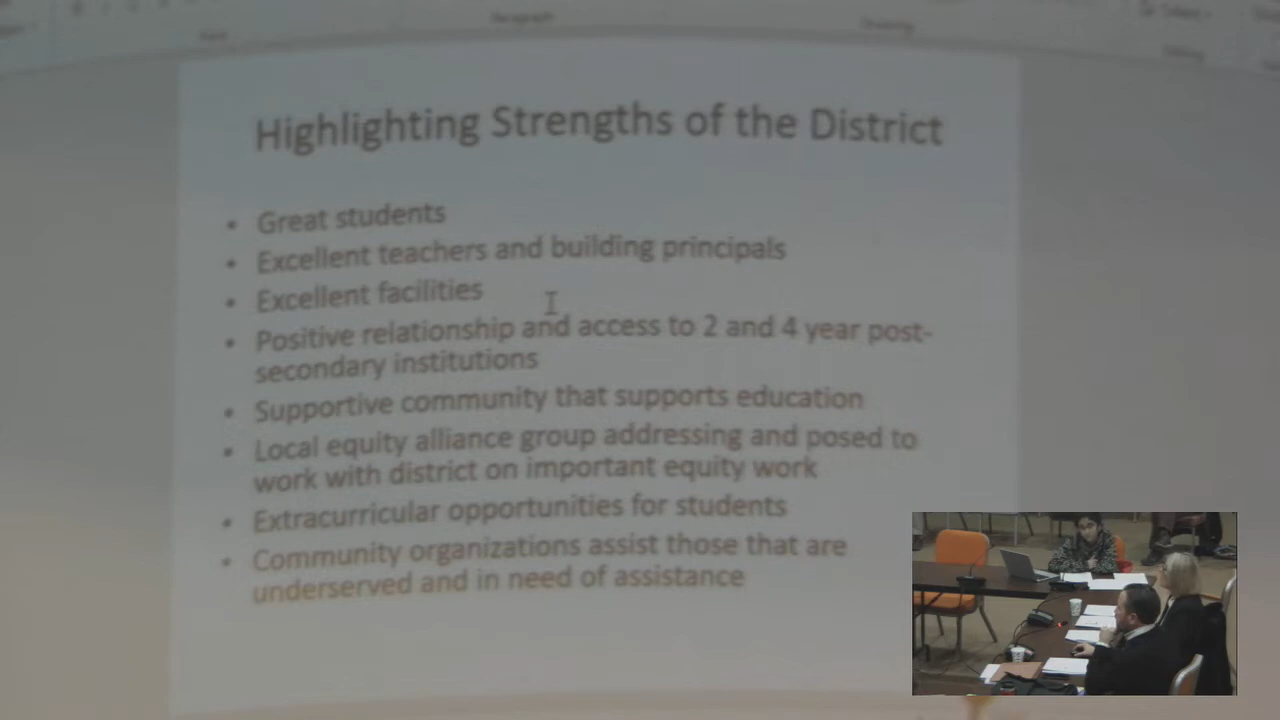 Paragraph
Highlighting Strengths of the District
• Great students
• Excellent teachers and building principals
• Excellent facilities
• Positive relationship and access to 2 and 4 year post-
secondary institutions
• Supportive community that supports education
• Local equity alliance group addressing and posed to
work with district on important equity work
• Extracurricular opportunities for students
• Community organizations assist those that are
underserved and in need of assistance